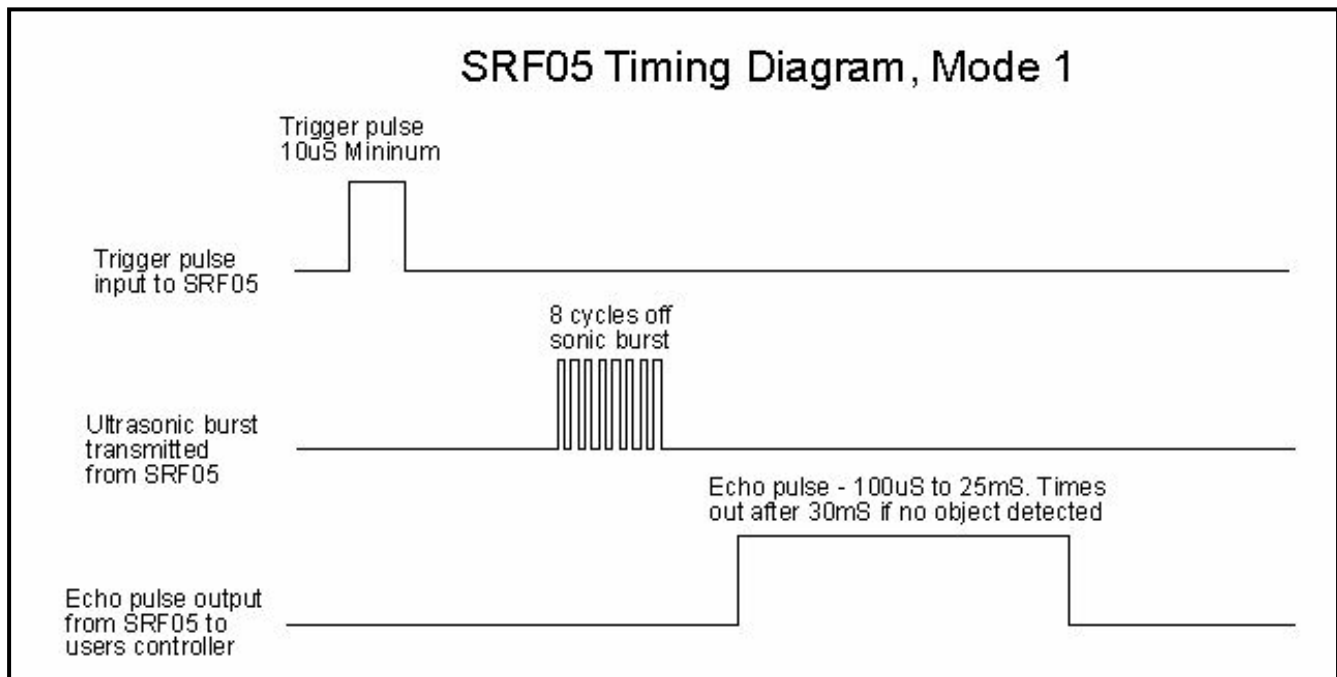 SRF05 Timing Diagram, Mode 1
Trigger pulse
10uS Mininum
Trigger pulse
input to SRF05
8 cycles off
sonic burst
Ultrasonic burst
transmitted
from SRF05
Echo pulse - 100uS to 25mS. Times
out after 30mS if no object detected
Echo pulse output
from SRF05 to
users controller